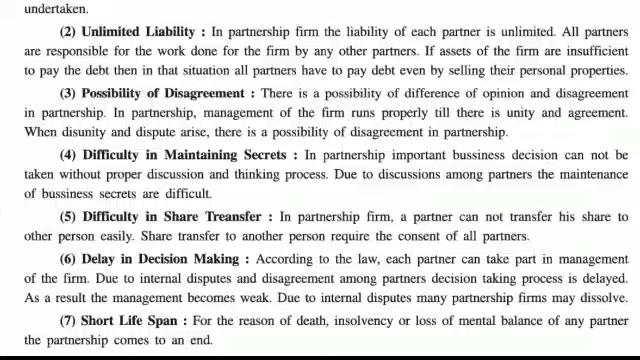 undertaken.
(2) Unlimited Liability : In partnership firm the liability of each partner is unlimited. All partners
are responsible for the work done for the firm by any other partners. If assets of the firm are insufficient
to pay the debt then in that situation all partners have to pay debt even by selling their personal properties.
(3) Possibility of Disagreement : There is a possibility of difference of opinion and disagreement
in partnership. In partnership, management of the firm runs properly till there is unity and agreement.
When disunity and dispute arise, there is a possibility of disagreement in partnership.
(4) Difficulty in Maintaining Secrets : In partnership important bussiness decision can not be
taken without proper discussion and thinking process. Due to discussions among partners the maintenance
of bussiness secrets are difficult.
(5) Difficulty in Share Treansfer : In partnership firm, a partner can not transfer his share to
other person easily. Share transfer to another person require the consent of all partners.
(6) Delay in Decision Making : According to the law, each partner can take part in management
of the firm. Due to internal disputes and disagreement among partners decision taking process is delayed.
As a result the management becomes weak. Due to internal disputes many partnership firms may dissolve.
(7) Short Life Span : For the reason of death, insolvency or loss of mental balance of any partner
the partnership comes to an end.